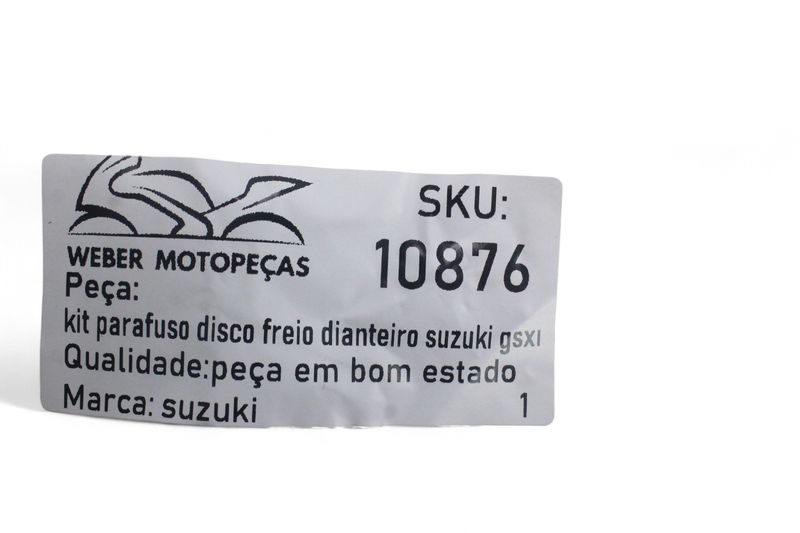 WEBER MOTOPEÇAS
SKU:
10876
Peça:
kit parafuso disco freio dianteiro suzuki
Qualidade:peça em bom estado
Marca: suzuki
1